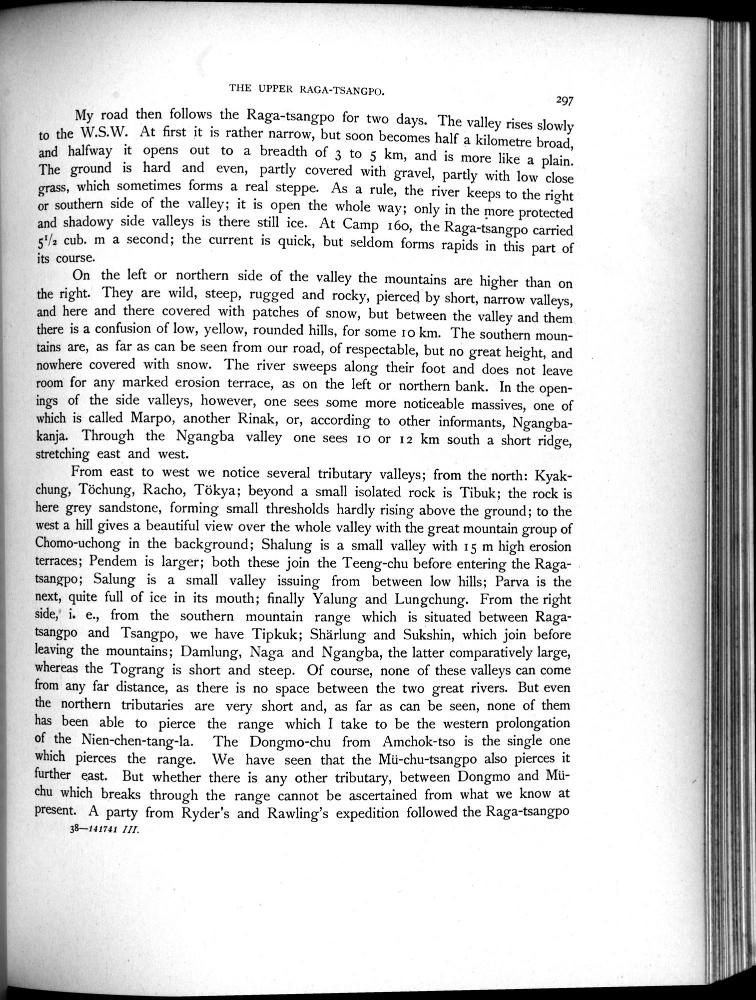 THE UPPER RAGA-TSANGPO.
297
My road then follows the Raga-tsangpo for two days. The valley rises slowly
to the W.S.W. At first it is rather narrow, but soon becomes half a kilometre broad,
and halfway it opens out to a breadth of 3 to 5 km, and is more like a plain.
The ground is hard and even, partly covered with gravel, partly with low close
grass, which sometimes forms a real steppe. As a rule, the river keeps to the right
or southern side of the valley; it is open the whole way; only in the more protected
and shadowy side valleys is there still ice. At Camp 160, the Raga-tsangpo carried
5¹/₂ cub. m a second; the current is quick, but seldom forms rapids in this part of
its course.
On the left or northern side of the valley the mountains are higher than on
the right. They are wild, steep, rugged and rocky, pierced by short, narrow valleys,
and here and there covered with patches of snow, but between the valley and them
there is a confusion of low, yellow, rounded hills, for some 10 km. The southern moun-
tains are, as far as can be seen from our road, of respectable, but no great height, and
nowhere covered with snow. The river sweeps along their foot and does not leave
room for any marked erosion terrace, as on the left or northern bank. In the open-
ings of the side valleys, however, one sees some more noticeable massives, one of
which is called Marpo, another Rinak, or, according to other informants, Ngangba-
kanja. Through the Ngangba valley one sees 10 or 12 km south a short ridge,
stretching east and west.
From east to west we notice several tributary valleys; from the north: Kyak-
chung, Töchung, Racho, Tökya; beyond a small isolated rock is Tibuk; the rock is
here grey sandstone, forming small thresholds hardly rising above the ground; to the
west a hill gives a beautiful view over the whole valley with the great mountain group of
Chomo-uchong in the background; Shalung is a small valley with 15 m high erosion
terraces; Pendem is larger; both these join the Teeng-chu before entering the Raga-
tsangpo; Salung is a small valley issuing from between low hills; Parva is the
next, quite full of ice in its mouth; finally Yalung and Lungchung. From the right
side, i. e., from the southern mountain range which is situated between Raga-
tsangpo and Tsangpo, we have Tipkuk; Shärlung and Sukshin, which join before
leaving the mountains; Damlung, Naga and Ngangba, the latter comparatively large,
whereas the Tograng is short and steep. Of course, none of these valleys can come
from any far distance, as there is no space between the two great rivers. But even
the northern tributaries are very short and, as far as can be seen, none of them
has been able to pierce the range which I take to be the western prolongation
of the Nien-chen-tang-la. The Dongmo-chu from Amchok-tso is the single one
which pierces the range. We have seen that the Mü-chu-tsangpo also pierces it
further east. But whether there is any other tributary, between Dongmo and Mü-
chu which breaks through the range cannot be ascertained from what we know at
present. A party from Ryder's and Rawling's expedition followed the Raga-tsangpo
38—141741 III.